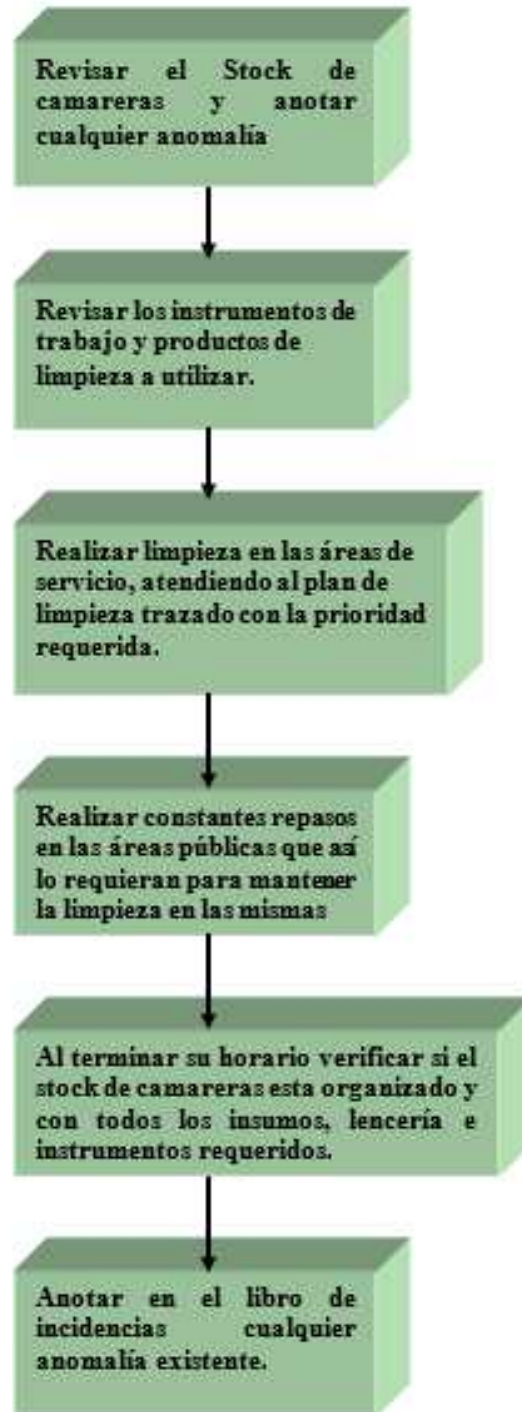 Revisar el Stock de
camareras y anotar
cualquier anomalía
Revisar los instrumentos de
trabajo y productos de
limpieza a utilizar.
Realizar limpieza en las áreas de
servicio, atendiendo al plan de
limpieza trazado con la prioridad
requerida.
Realizar constantes repasos
en las áreas públicas que así
lo requieran para mantener
la limpieza en las mismas
Al terminar su horario verificar si el
stock de camareras esta organizado y
con todos los insumos, lencería e
instrumentos requeridos.
Anotar en el libro de
incidencias cualquier
anomalía existente.